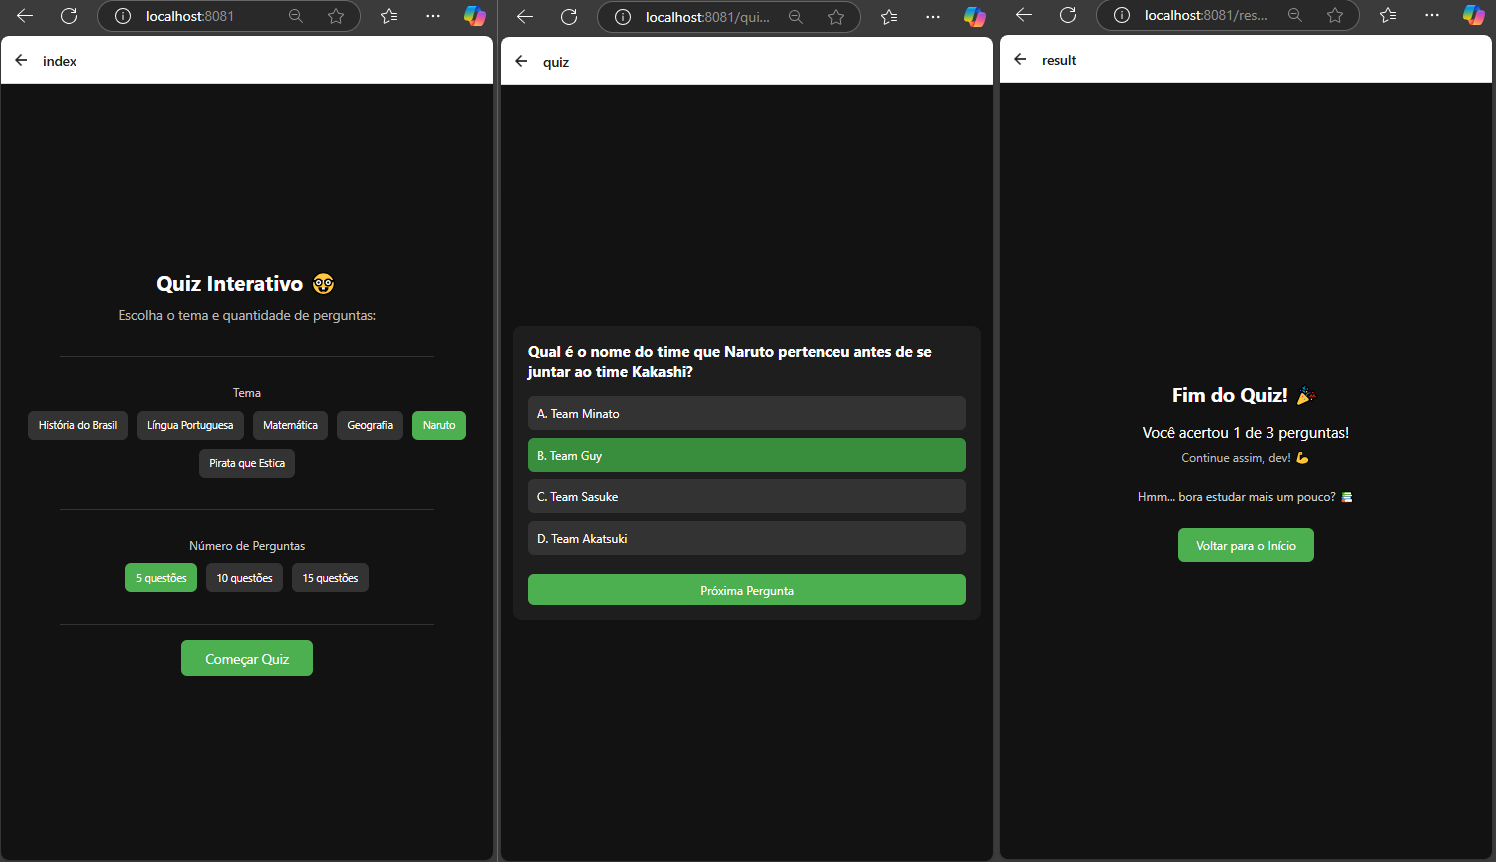 localhost:8081
index
Quiz Interativo
Escolha o tema e quantidade de perguntas:
Tema
História do Brasil
Língua Portuguesa
Matemática
Geografia
Naruto
Pirata que Estica
Número de Perguntas
5 questões
10 questões
15 questões
Começar Quiz
localhost:8081/qui...
quiz
Qual é o nome do time que Naruto pertenceu antes de se
juntar ao time Kakashi?
A. Team Minato
B. Team Guy
C. Team Sasuke
D. Team Akatsuki
Próxima Pergunta
localhost:8081/res...
result
Fim do Quiz! 🎉
Você acertou 1 de 3 perguntas!
Continue assim, dev! 💪
Hmm... bora estudar mais um pouco? 📚
Voltar para o Início